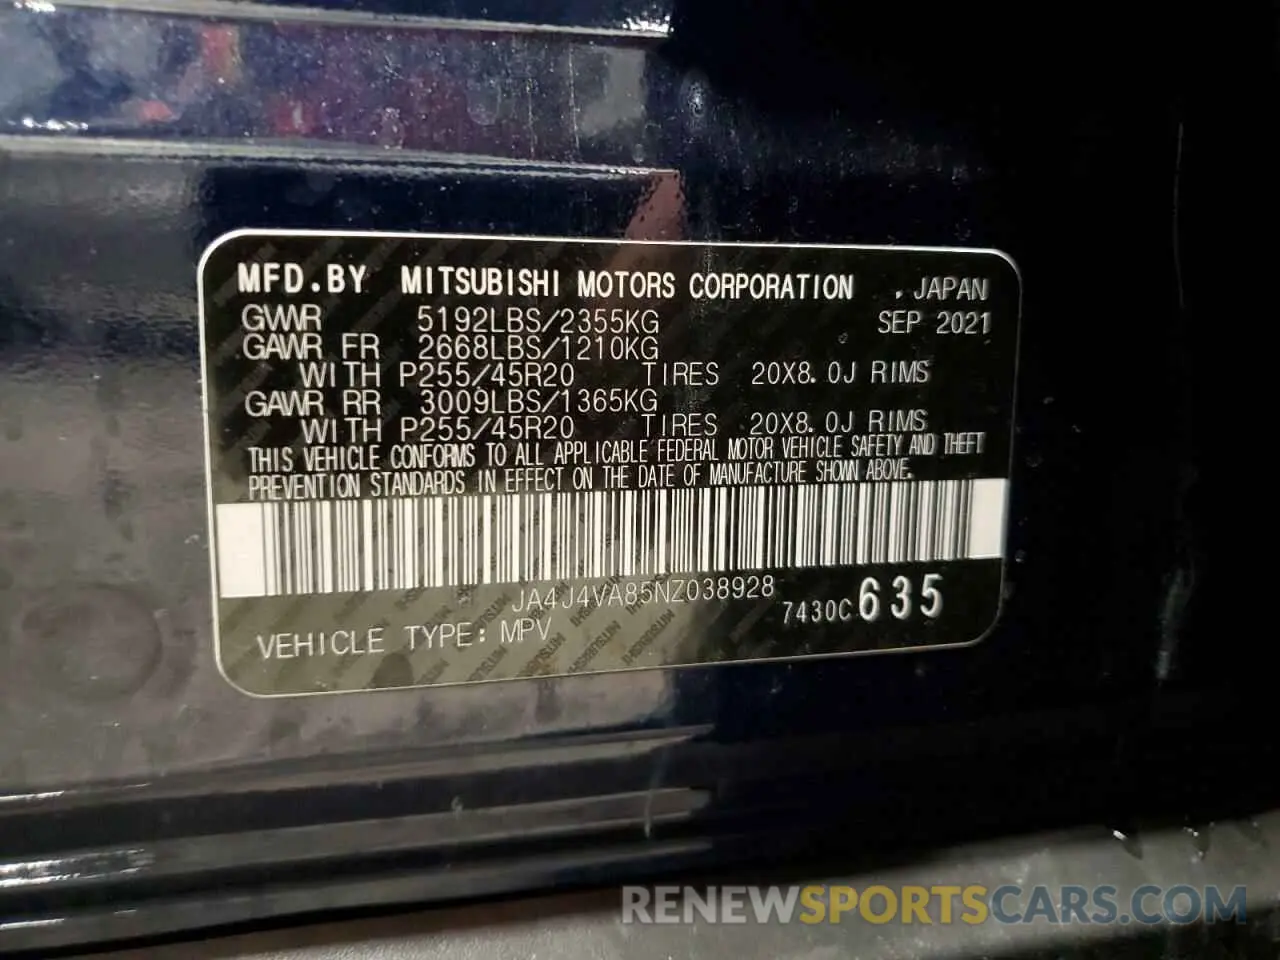 MFD.BY MITSUBISHI MOTORS CORPORATION . JAPAN
GVWR 5192LBS/2355KG SEP 2021
GAWR FR 2668LBS/1210KG
WITH P255/45R20 TIRES 20X8.0J RIMS
GAWR RR 3009LBS/1365KG
WITH P255/45R20 TIRES 20X8.0J RIMS
THIS VEHICLE CONFORMS TO ALL APPLICABLE FEDERAL MOTOR VEHICLE SAFETY AND THEFT
PREVENTION STANDARDS IN EFFECT ON THE DATE OF MANUFACTURE SHOWN ABOVE.
JA4J4VA85NZ038928
7430C 635
VEHICLE TYPE: MPV
RENEWSPORTSCARS.COM